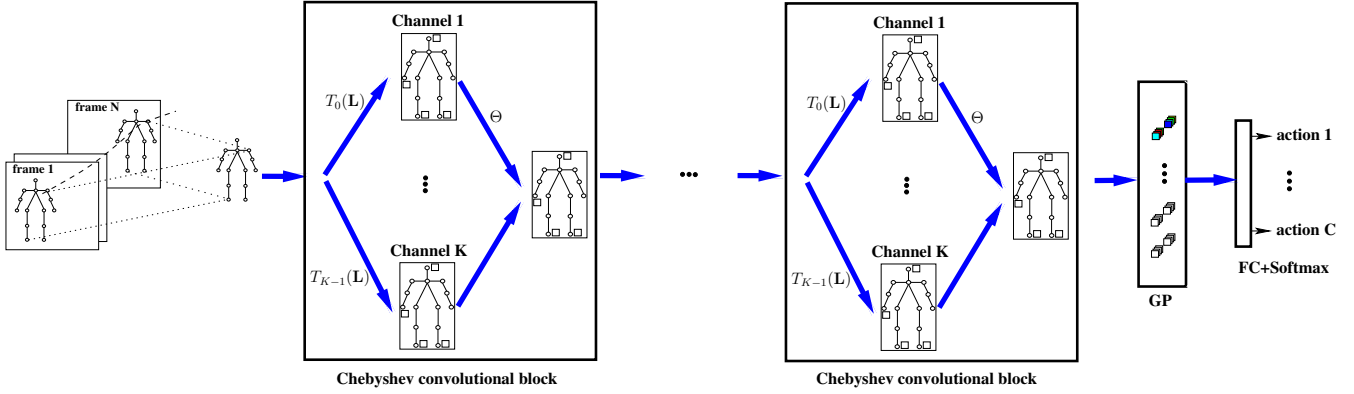 frame N
frame 1
Channel 1
T_0(L)
Θ
Channel K
T_{K-1}(L)
Chebyshev convolutional block
Channel 1
T_0(L)
Θ
Channel K
T_{K-1}(L)
Chebyshev convolutional block
GP
action 1
action C
FC+Softmax